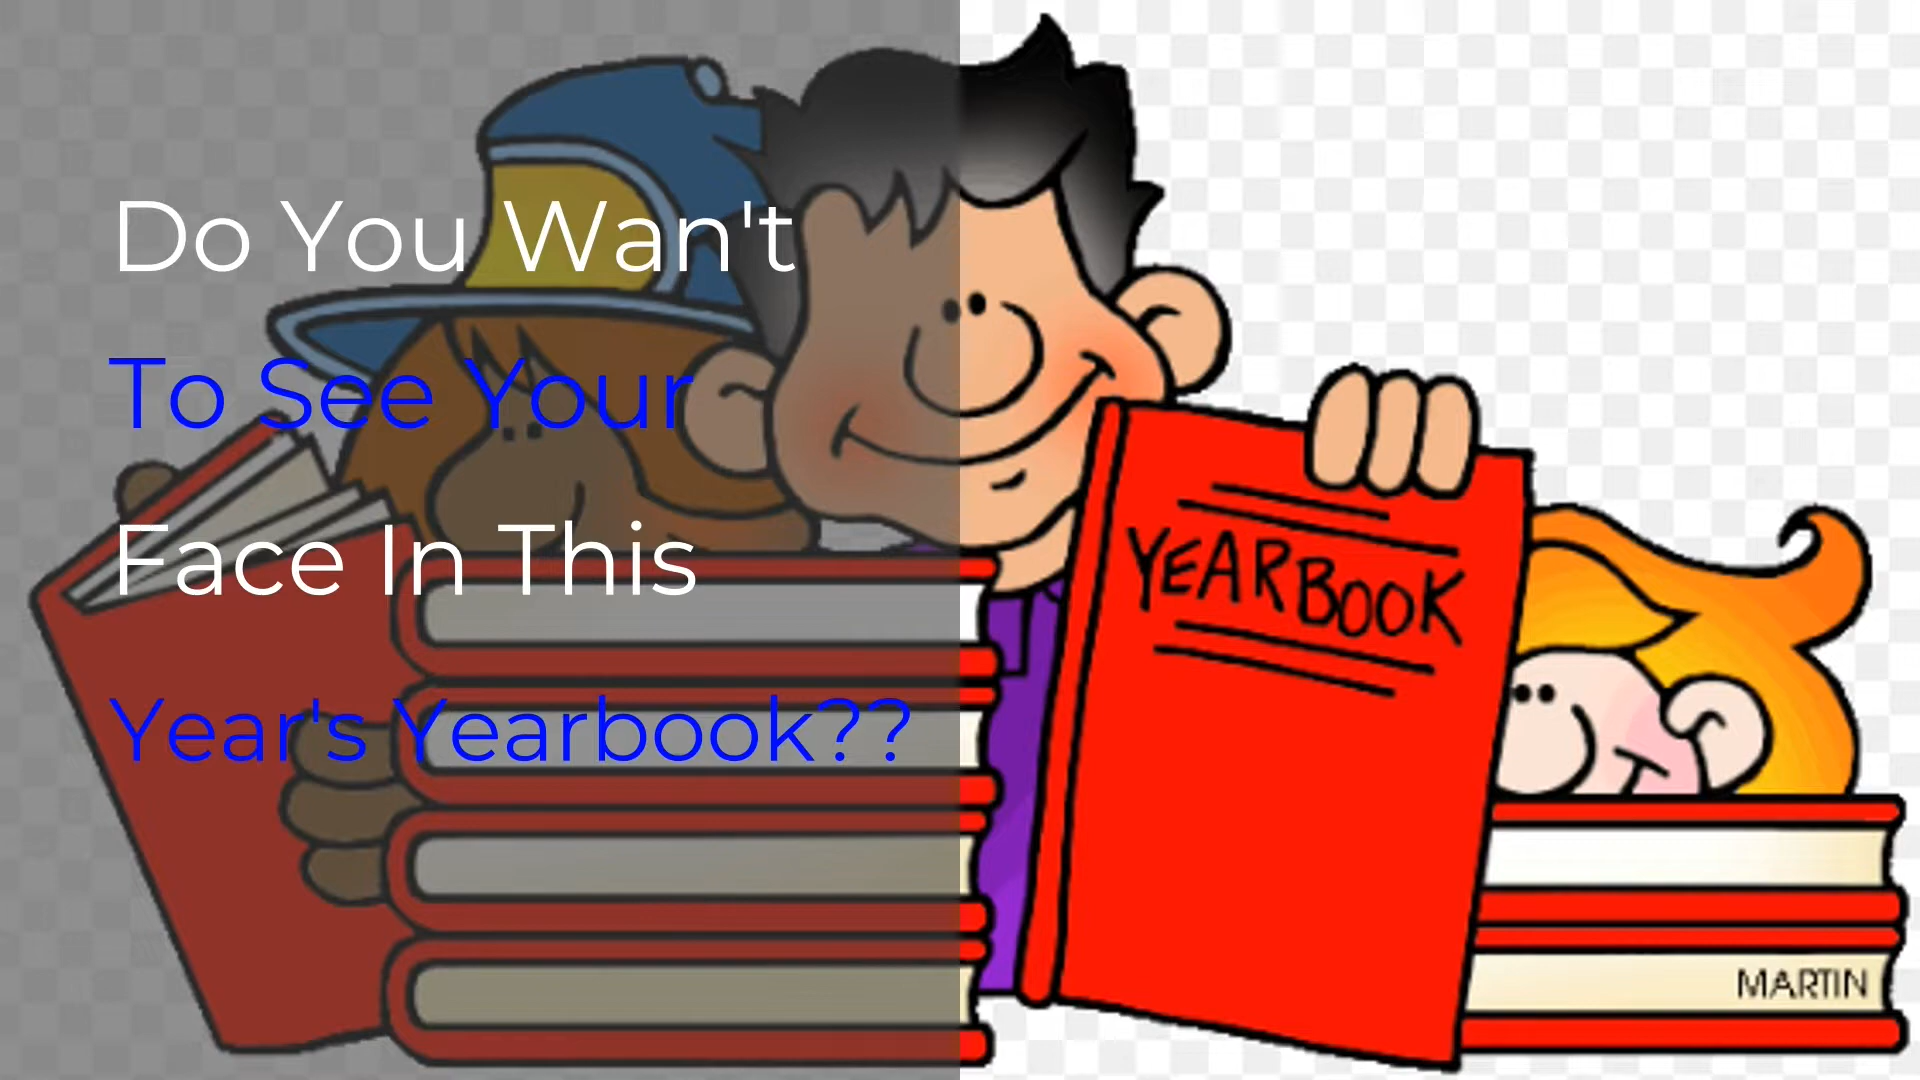 Do You Wan't
To See Your
Face In This
Year's Yearbook??
YEARBOOK
MARTIN